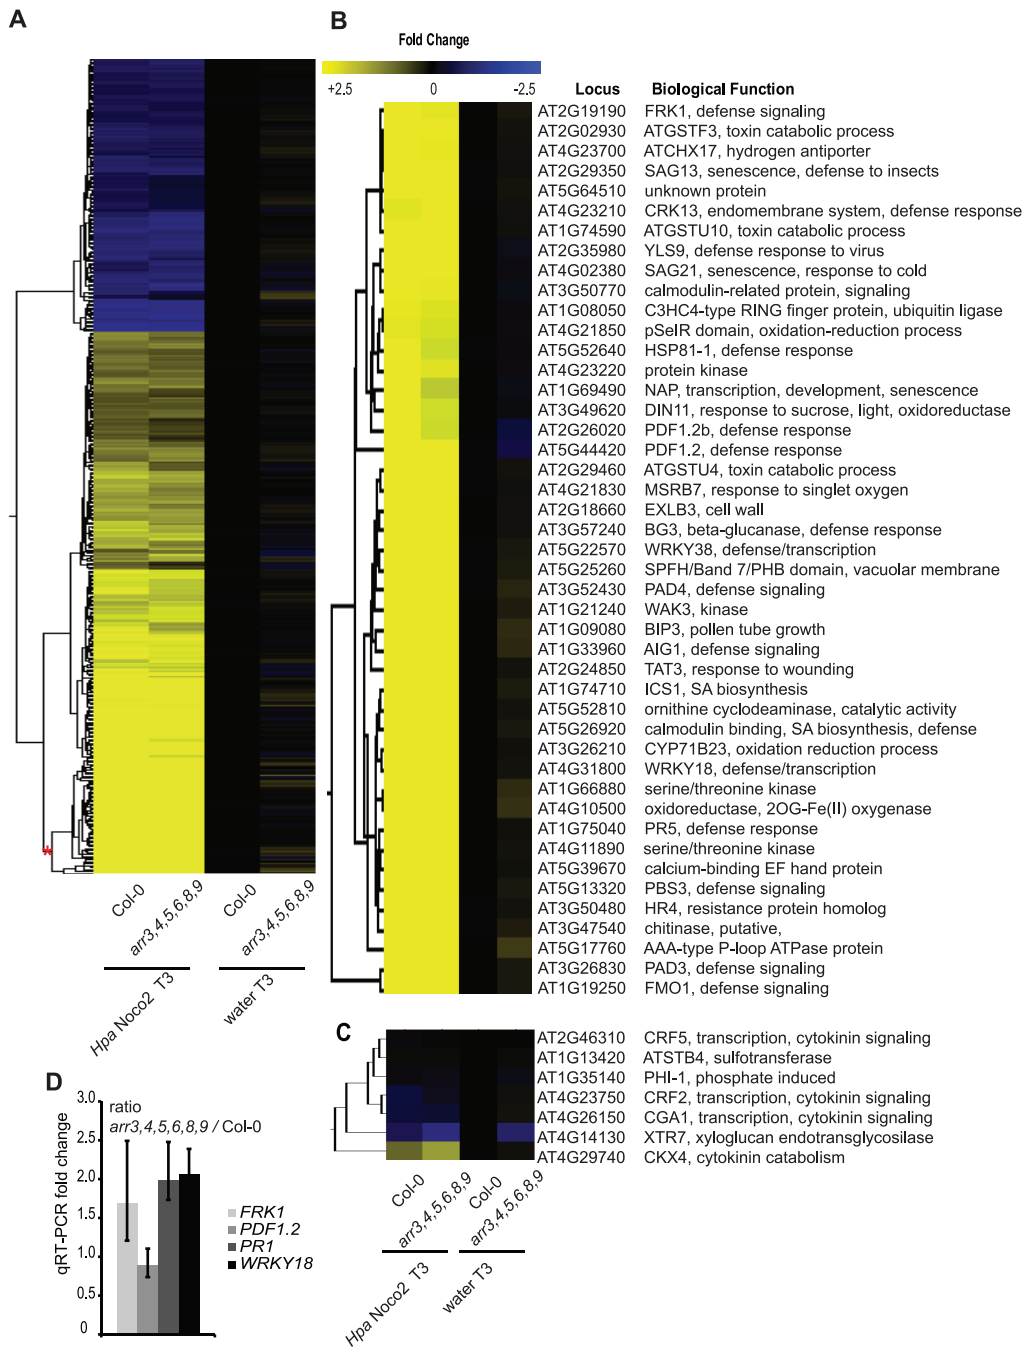 A
B
Fold Change
+2.5 0 -2.5
Locus Biological Function
AT2G19190 FRK1, defense signaling
AT2G02930 ATGSTF3, toxin catabolic process
AT4G23700 ATCHX17, hydrogen antiporter
AT2G29350 SAG13, senescence, defense to insects
AT5G64510 unknown protein
AT4G23210 CRK13, endomembrane system, defense response
AT1G74590 ATGSTU10, toxin catabolic process
AT2G35980 YLS9, defense response to virus
AT4G02380 SAG21, senescence, response to cold
AT3G50770 calmodulin-related protein, signaling
AT1G08050 C3HC4-type RING finger protein, ubiquitin ligase
AT4G21850 pSelR domain, oxidation-reduction process
AT5G52640 HSP81-1, defense response
AT4G23220 protein kinase
AT1G69490 NAP, transcription, development, senescence
AT3G49620 DIN11, response to sucrose, light, oxidoreductase
AT2G26020 PDF1.2b, defense response
AT5G44420 PDF1.2, defense response
AT2G29460 ATGSTU4, toxin catabolic process
AT4G21830 MSRB7, response to singlet oxygen
AT2G18660 EXLB3, cell wall
AT3G57240 BG3, beta-glucanase, defense response
AT5G22570 WRKY38, defense/transcription
AT5G25260 SPFH/Band 7/PHB domain, vacuolar membrane
AT3G52430 PAD4, defense signaling
AT1G21240 WAK3, kinase
AT1G09080 BIP3, pollen tube growth
AT1G33960 AIG1, defense signaling
AT2G24850 TAT3, response to wounding
AT1G74710 ICS1, SA biosynthesis
AT5G52810 ornithine cyclodeaminase, catalytic activity
AT5G26920 calmodulin binding, SA biosynthesis, defense
AT3G26210 CYP71B23, oxidation reduction process
AT4G31800 WRKY18, defense/transcription
AT1G66880 serine/threonine kinase
AT4G10500 oxidoreductase, 2OG-Fe(II) oxygenase
AT1G75040 PR5, defense response
AT4G11890 serine/threonine kinase
AT5G39670 calcium-binding EF hand protein
AT5G13320 PBS3, defense signaling
AT3G50480 HR4, resistance protein homolog
AT3G47540 chitinase, putative,
AT5G17760 AAA-type P-loop ATPase protein
AT3G26830 PAD3, defense signaling
AT1G19250 FMO1, defense signaling
*
Col-0 arr3,4,5,6,8,9 Col-0 arr3,4,5,6,8,9
Hpa Noco2 T3 water T3
C
AT2G46310 CRF5, transcription, cytokinin signaling
AT1G13420 ATSTB4, sulfotransferase
AT1G35140 PHI-1, phosphate induced
AT4G23750 CRF2, transcription, cytokinin signaling
AT4G26150 CGA1, transcription, cytokinin signaling
AT4G14130 XTR7, xyloglucan endotransglycosilase
AT4G29740 CKX4, cytokinin catabolism
Col-0 arr3,4,5,6,8,9 Col-0 arr3,4,5,6,8,9
Hpa Noco2 T3 water T3
D
qRT-PCR fold change
3.0
2.5
2.0
1.5
1.0
0.5
0
ratio
arr3,4,5,6,8,9 / Col-0
FRK1
PDF1.2
PR1
WRKY18